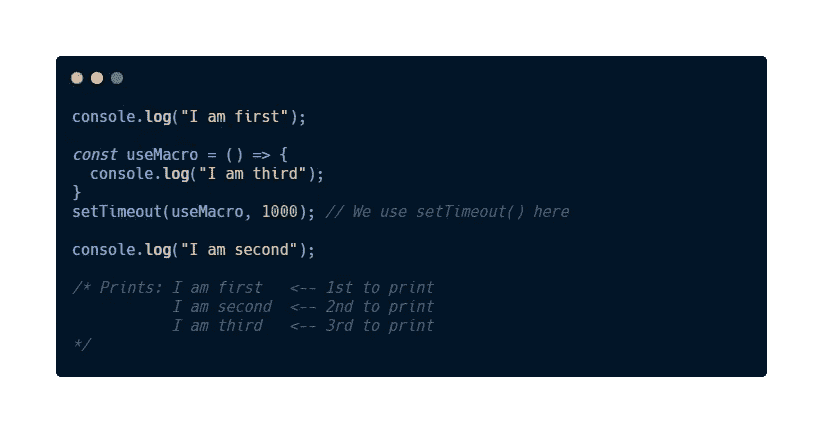 console.log("I am first");
const useMacro = () => {
  console.log("I am third");
}
setTimeout(useMacro, 1000); // We use setTimeout() here
console.log("I am second");
/* Prints: I am first   <-- 1st to print
           I am second  <-- 2nd to print
           I am third   <-- 3rd to print
*/